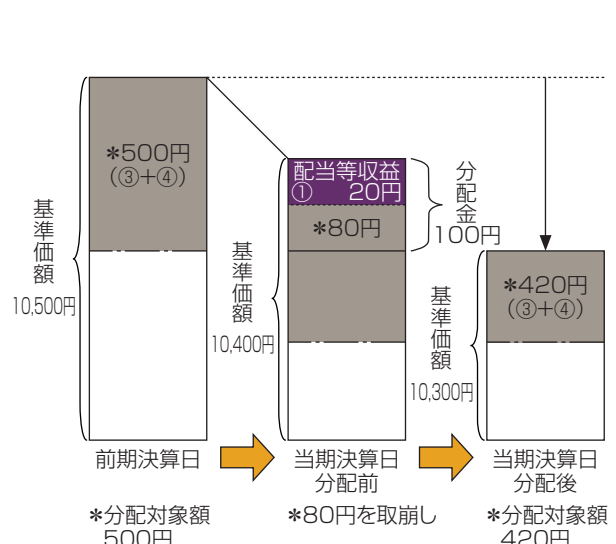 *500円
(③+④)
基準価額
10,500円
配当等収益
① 20円
*80円
分配金
100円
基準価額
10,400円
*420円
(③+④)
基準価額
10,300円
前期決算日
当期決算日
分配前
当期決算日
分配後
*分配対象額
500円
*80円を取崩し
*分配対象額
420円